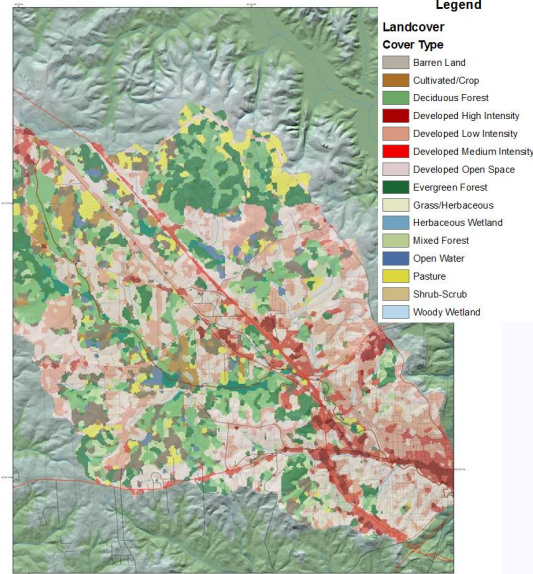 Legend
Landcover
Cover Type
Barren Land
Cultivated/Crop
Deciduous Forest
Developed High Intensity
Developed Low Intensity
Developed Medium Intensity
Developed Open Space
Evergreen Forest
Grass/Herbaceous
Herbaceous Wetland
Mixed Forest
Open Water
Pasture
Shrub-Scrub
Woody Wetland